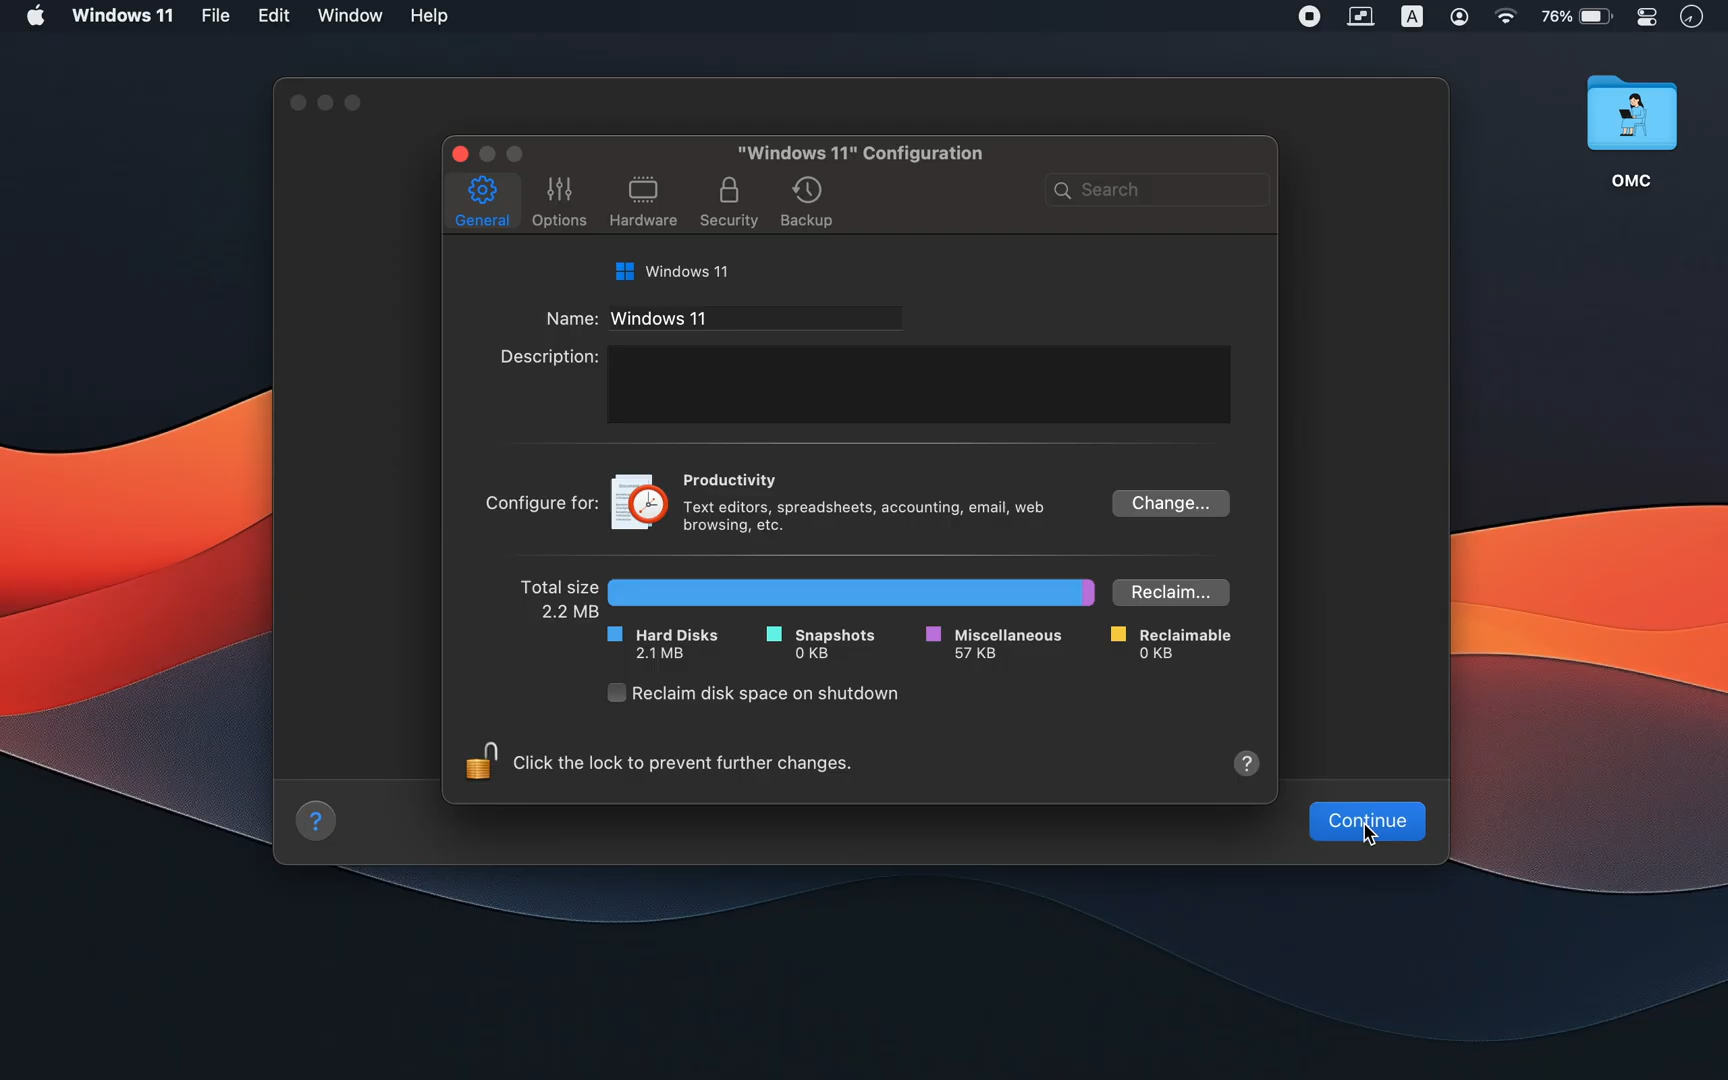 Windows 11 File Edit Window Help A 76%
OMC
"Windows 11" Configuration
General Options Hardware Security Backup Search
Windows 11
Name: Windows 11
Description:
Configure for: Productivity
Text editors, spreadsheets, accounting, email, web
browsing, etc.
Change...
Total size
2.2 MB
Reclaim...
Hard Disks Snapshots Miscellaneous Reclaimable
2.1 MB 0 KB 57 KB 0 KB
Reclaim disk space on shutdown
Click the lock to prevent further changes. ?
? Continue